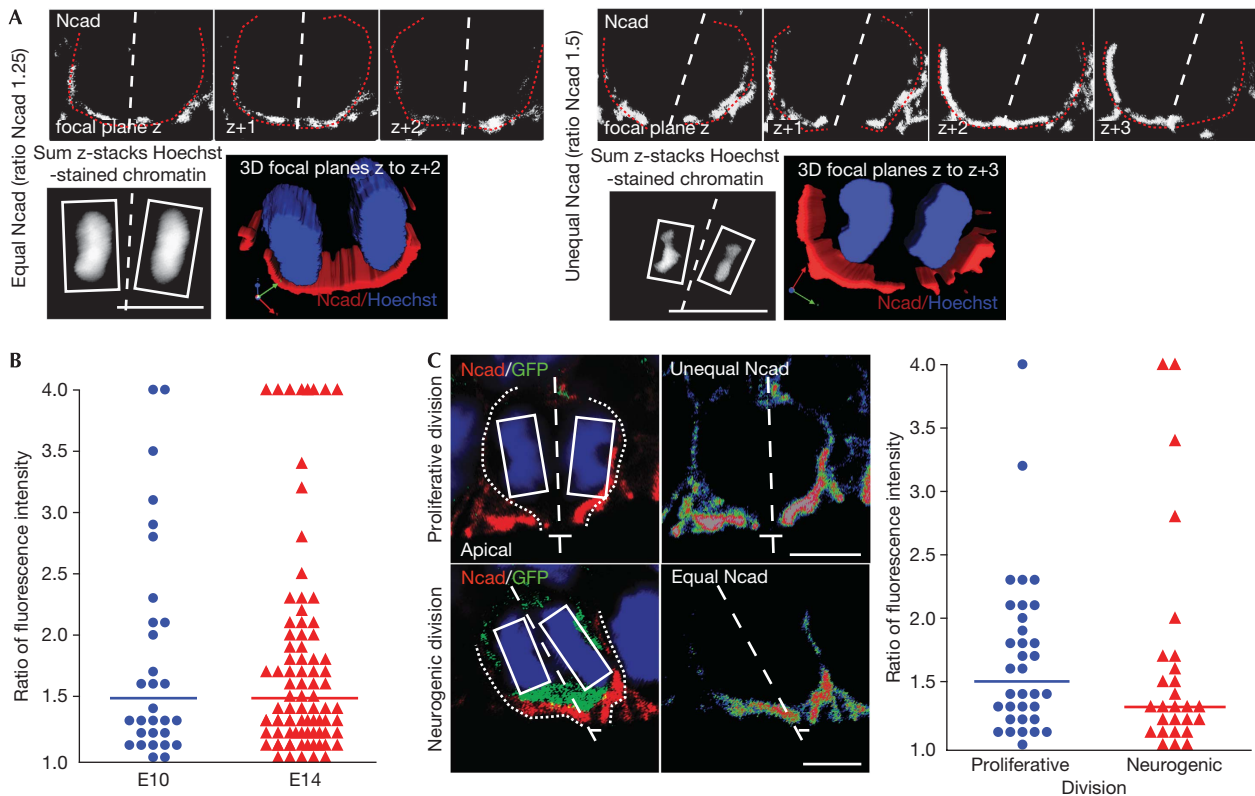 A
Equal Ncad (ratio Ncad 1.25)
Ncad
focal plane z
z+1
z+2
Sum z-stacks Hoechst
-stained chromatin
3D focal planes z to z+2
Ncad/Hoechst
Unequal Ncad (ratio Ncad 1.5)
Ncad
focal plane z
z+1
z+2
z+3
Sum z-stacks Hoechst
-stained chromatin
3D focal planes z to z+3
Ncad/Hoechst
B
Ratio of fluorescence intensity
4.0
3.5
3.0
2.5
2.0
1.5
1.0
E10
E14
C
Proliferative division
Ncad/GFP
Apical
Unequal Ncad
Neurogenic division
Ncad/GFP
Equal Ncad
Ratio of fluorescence intensity
4.0
3.5
4.0
2.5
2.0
1.5
1.0
Proliferative
Neurogenic
Division